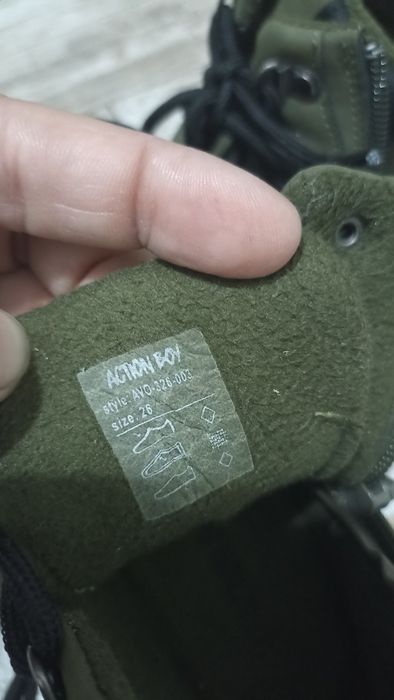 ACTION BOY
style: AVO-326-003
size. 26